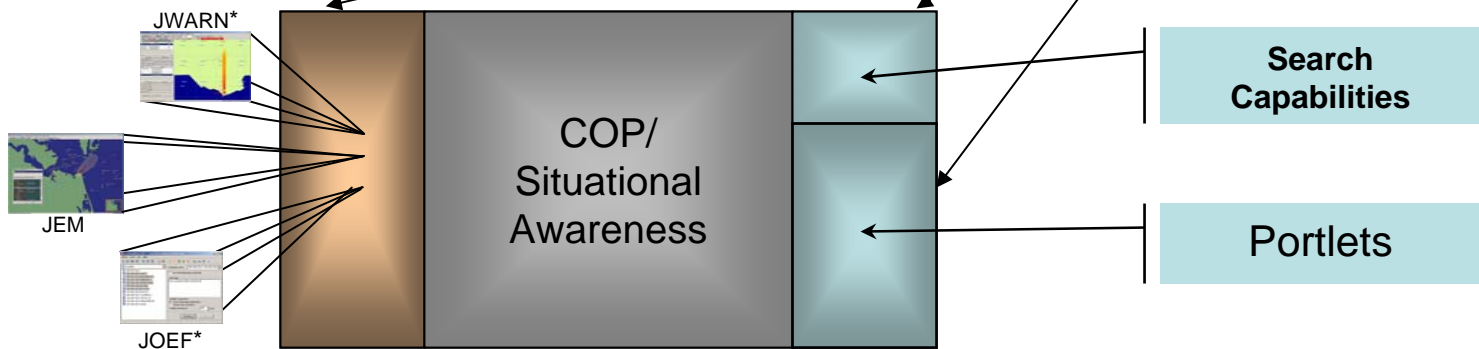 JWARN*
JEM
JOEF*
COP/
Situational
Awareness
Search
Capabilities
Portlets